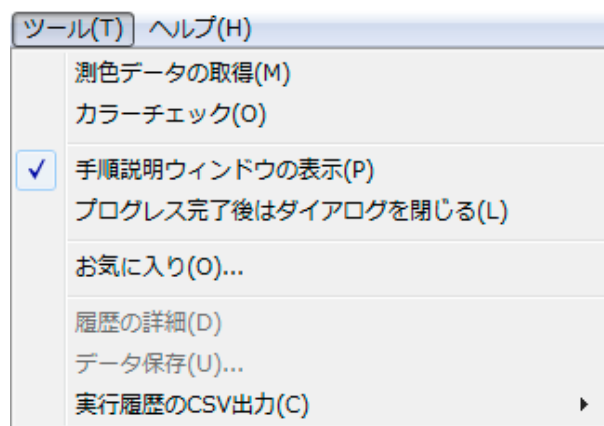 ツール(T) ヘルプ(H)
測色データの取得(M)
カラーチェック(O)
手順説明ウィンドウの表示(P)
プログレス完了後はダイアログを閉じる(L)
お気に入り(O)...
履歴の詳細(D)
データ保存(U)...
実行履歴のCSV出力(C)